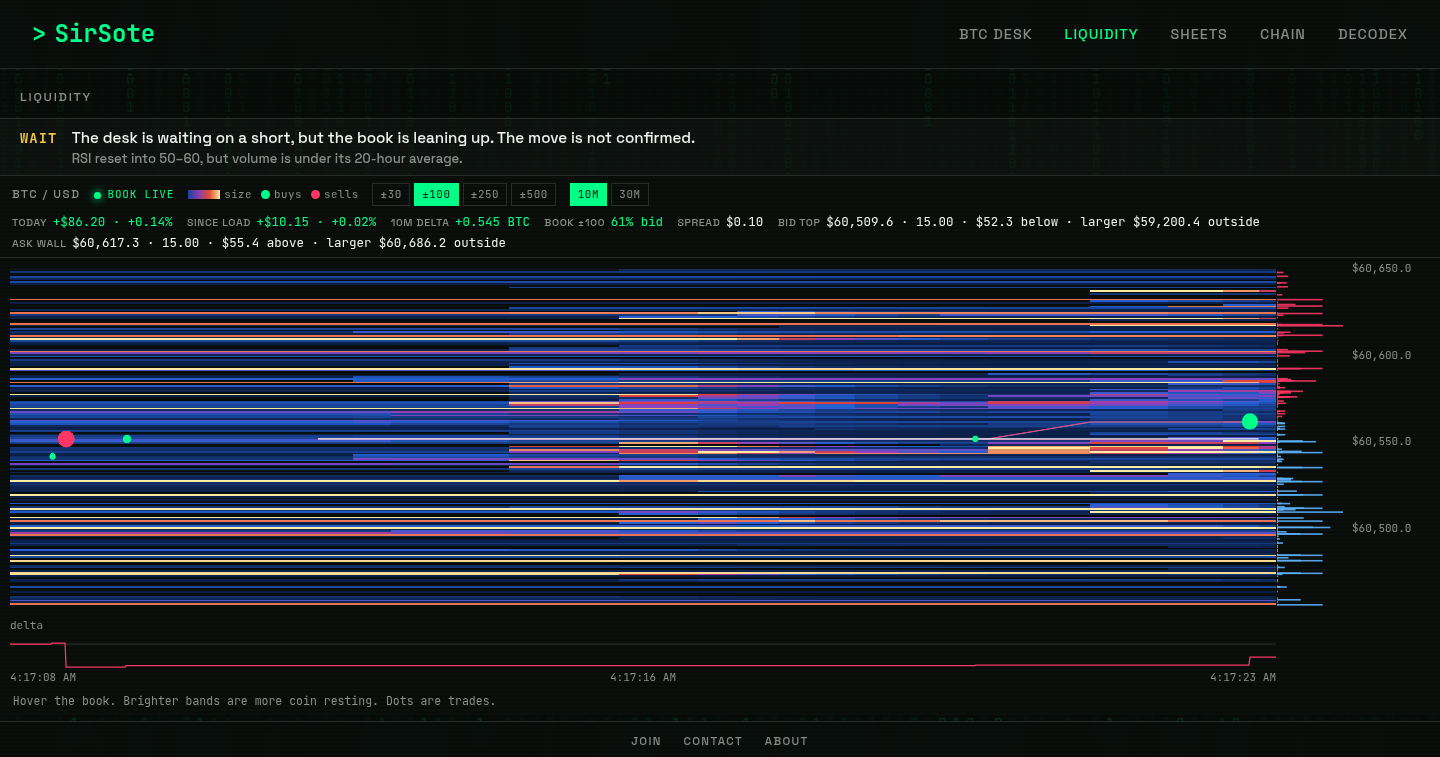 > SirSote
BTC DESK LIQUIDITY SHEETS CHAIN DECODEX
LIQUIDITY
WAIT The desk is waiting on a short, but the book is leaning up. The move is not confirmed.
RSI reset into 50–60, but volume is under its 20-hour average.
BTC / USD BOOK LIVE size buys sells ±30 ±100 ±250 ±500 10M 30M
TODAY +$86.20 · +0.14% SINCE LOAD +$10.15 · +0.02% 10M DELTA +0.545 BTC BOOK ±100 61% bid SPREAD $0.10 BID TOP $60,509.6 · 15.00 · $52.3 below · larger $59,200.4 outside
ASK WALL $60,617.3 · 15.00 · $55.4 above · larger $60,686.2 outside
$60,650.0
$60,600.0
$60,550.0
$60,500.0
delta
4:17:08 AM 4:17:16 AM 4:17:23 AM
Hover the book. Brighter bands are more coin resting. Dots are trades.
JOIN CONTACT ABOUT